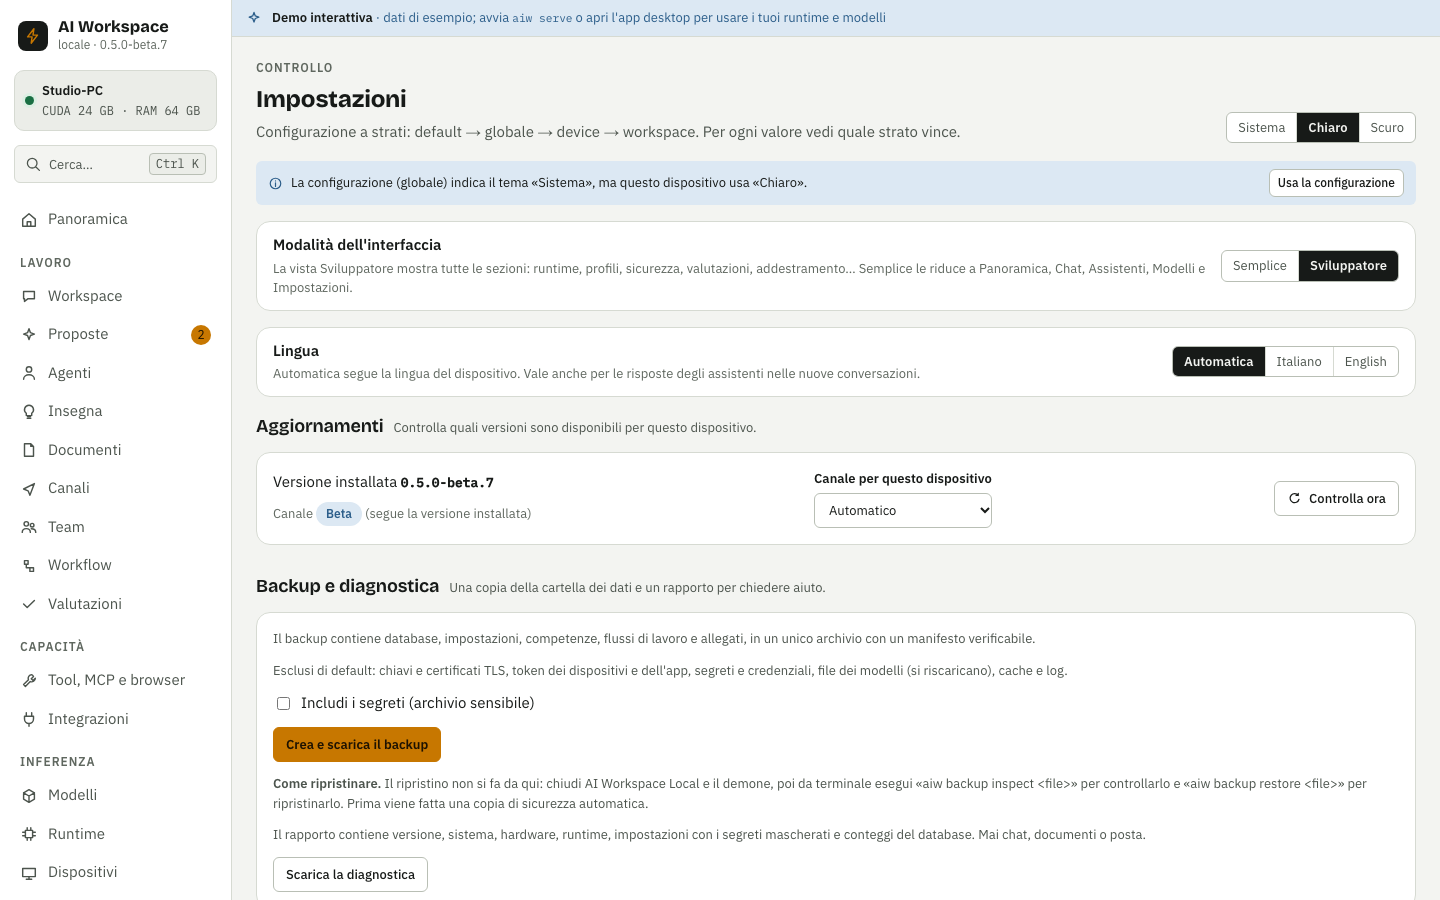 AI Workspace
locale · 0.5.0-beta.7
Studio-PC
CUDA 24 GB · RAM 64 GB
Cerca... Ctrl K
Panoramica
LAVORO
Workspace
Proposte 2
Agenti
Insegna
Documenti
Canali
Team
Workflow
Valutazioni
CAPACITÀ
Tool, MCP e browser
Integrazioni
INFERENZA
Modelli
Runtime
Dispositivi
Demo interattiva · dati di esempio; avvia aiw serve o apri l'app desktop per usare i tuoi runtime e modelli
CONTROLLO
Impostazioni
Configurazione a strati: default → globale → device → workspace. Per ogni valore vedi quale strato vince.
Sistema Chiaro Scuro
La configurazione (globale) indica il tema «Sistema», ma questo dispositivo usa «Chiaro».
Usa la configurazione
Modalità dell'interfaccia
La vista Sviluppatore mostra tutte le sezioni: runtime, profili, sicurezza, valutazioni, addestramento... Semplice le riduce a Panoramica, Chat, Assistenti, Modelli e
Impostazioni.
Semplice Sviluppatore
Lingua
Automatica segue la lingua del dispositivo. Vale anche per le risposte degli assistenti nelle nuove conversazioni.
Automatica Italiano English
Aggiornamenti Controlla quali versioni sono disponibili per questo dispositivo.
Versione installata 0.5.0-beta.7
Canale Beta (segue la versione installata)
Canale per questo dispositivo
Automatico
Controlla ora
Backup e diagnostica Una copia della cartella dei dati e un rapporto per chiedere aiuto.
Il backup contiene database, impostazioni, competenze, flussi di lavoro e allegati, in un unico archivio con un manifesto verificabile.
Esclusi di default: chiavi e certificati TLS, token dei dispositivi e dell'app, segreti e credenziali, file dei modelli (si riscaricano), cache e log.
Includi i segreti (archivio sensibile)
Crea e scarica il backup
Come ripristinare. Il ripristino non si fa da qui: chiudi AI Workspace Local e il demone, poi da terminale esegui «aiw backup inspect <file>» per controllarlo e «aiw backup restore <file>» per
ripristinarlo. Prima viene fatta una copia di sicurezza automatica.
Il rapporto contiene versione, sistema, hardware, runtime, impostazioni con i segreti mascherati e conteggi del database. Mai chat, documenti o posta.
Scarica la diagnostica